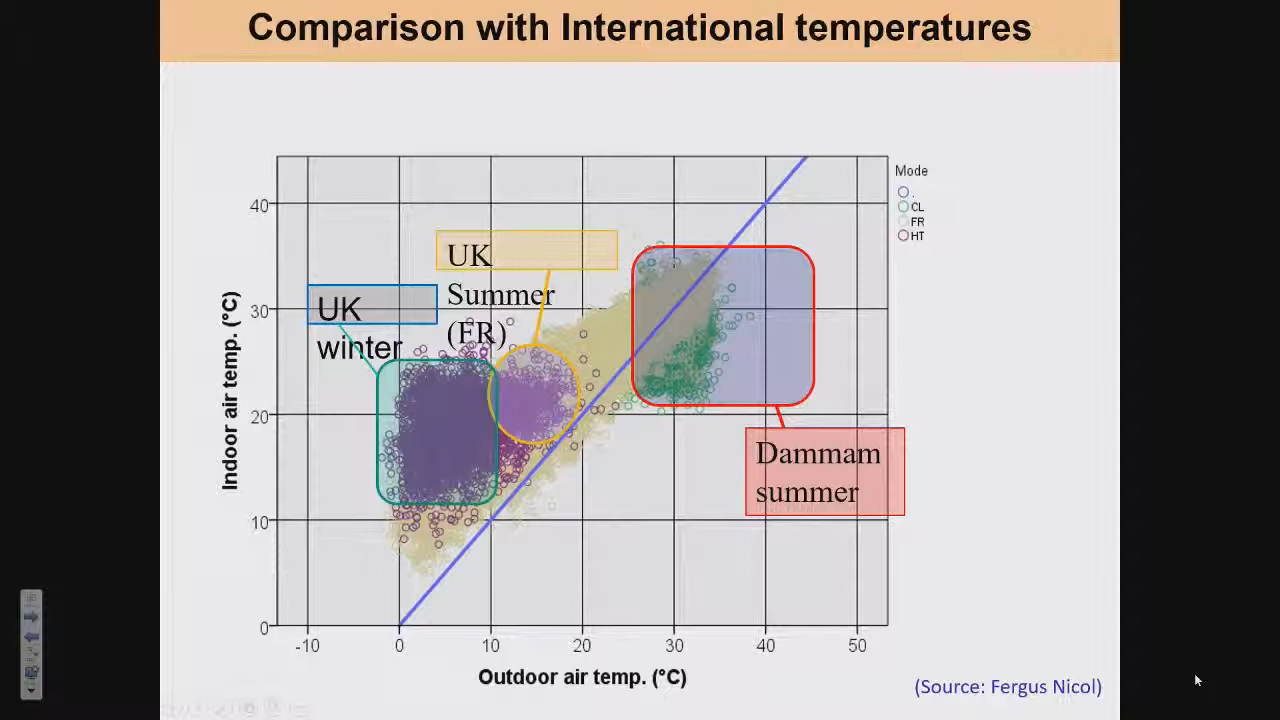 Comparison with International temperatures
Mode
.
CL
FR
HT
40
30
20
10
0
Indoor air temp. (°C)
UK
Summer
(FR)
UK
winter
Dammam
summer
-10 0 10 20 30 40 50
Outdoor air temp. (°C)
(Source: Fergus Nicol)